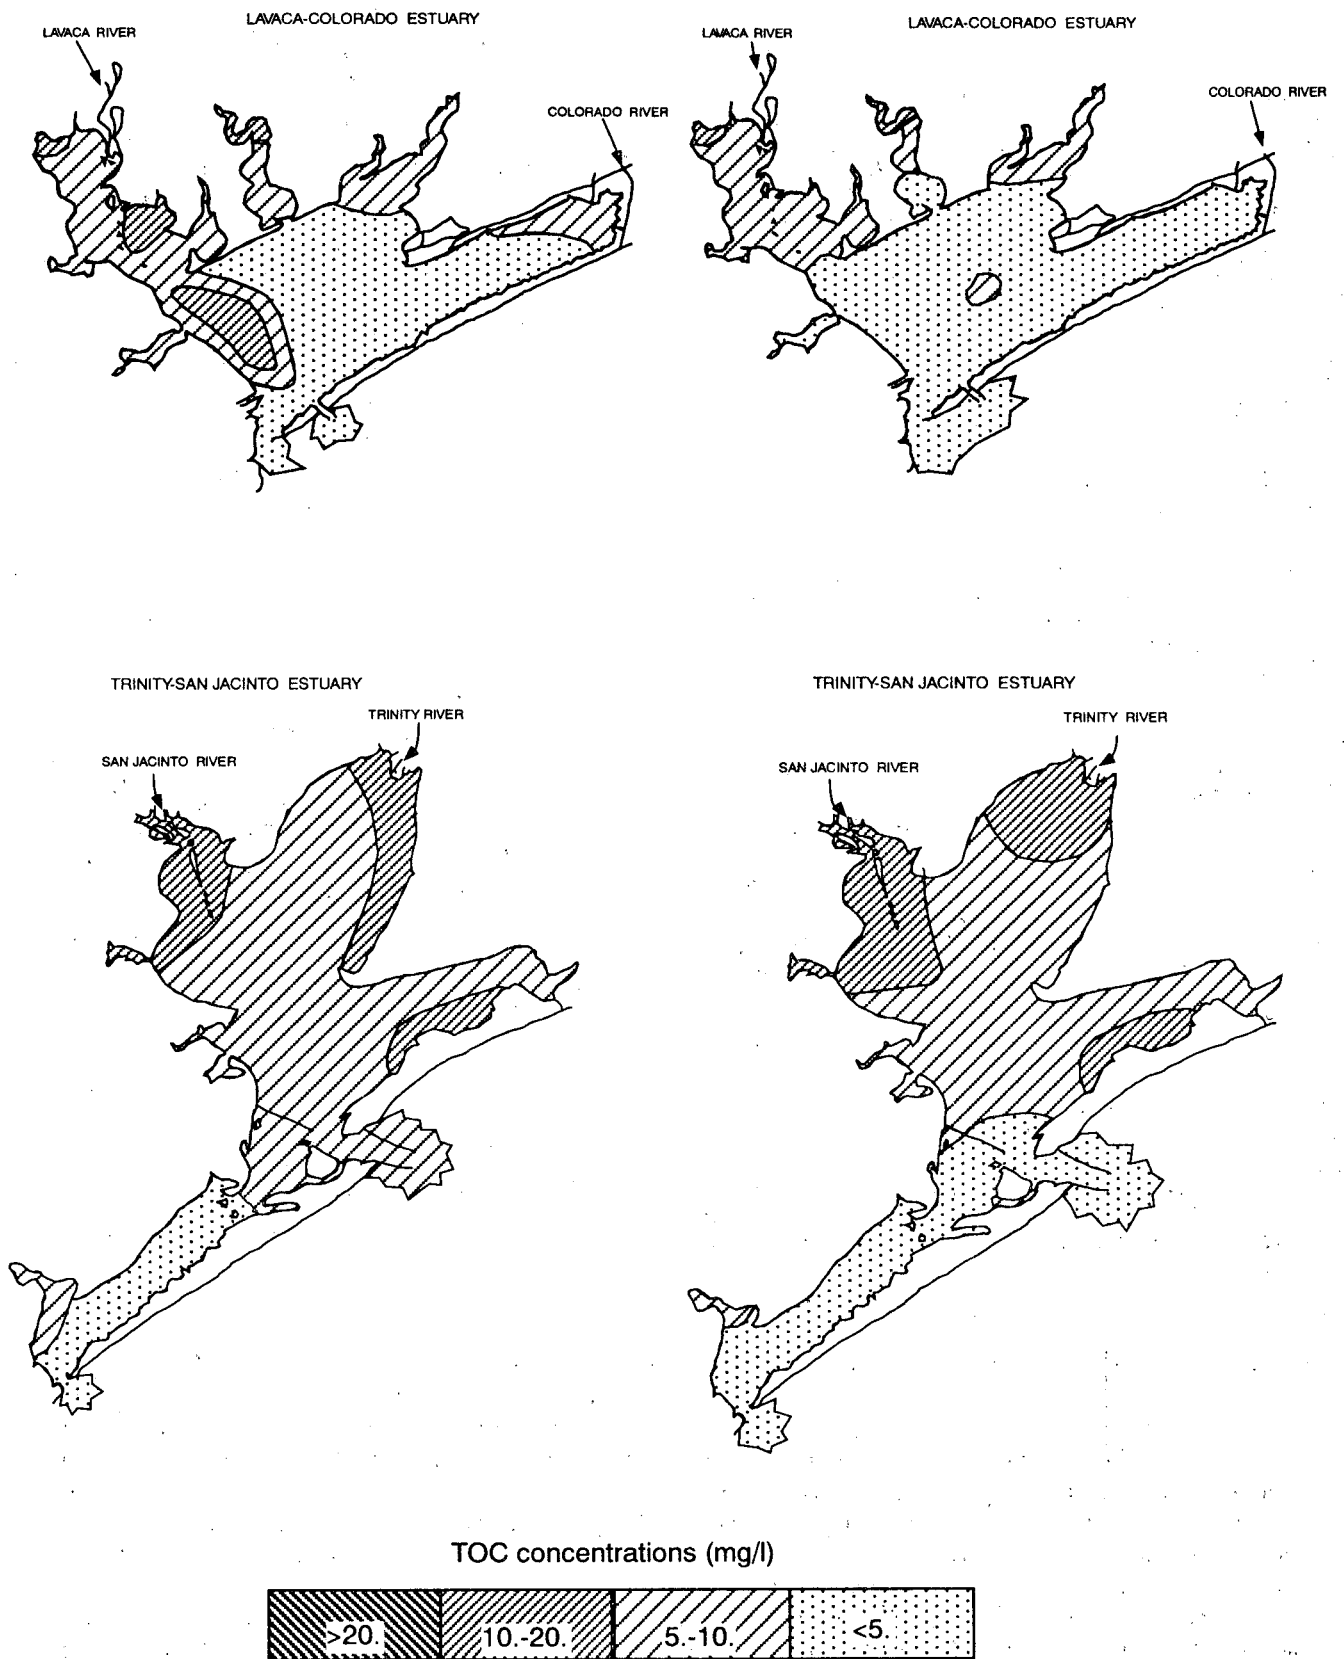 LAVACA-COLORADO ESTUARY
LAVACA RIVER
COLORADO RIVER
LAVACA-COLORADO ESTUARY
LAVACA RIVER
COLORADO RIVER
TRINITY-SAN JACINTO ESTUARY
TRINITY RIVER
SAN JACINTO RIVER
TRINITY-SAN JACINTO ESTUARY
TRINITY RIVER
SAN JACINTO RIVER
TOC concentrations (mg/l)
>20. 10.-20. 5.-10. <5.